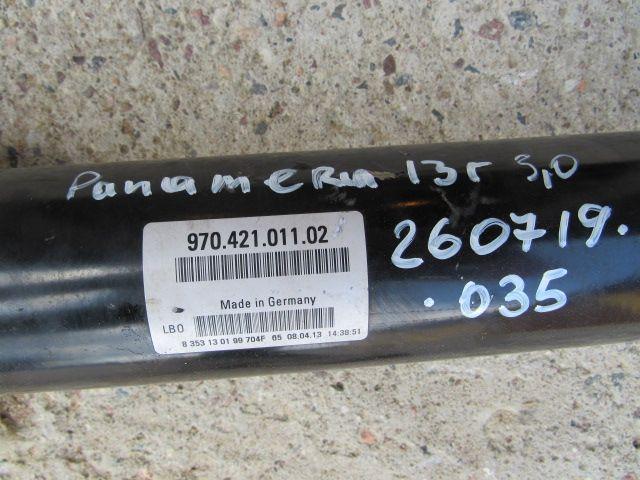 Panamera 13г 3,0
970.421.011.02
260719.
.035
Made in Germany
LBO
8 353 13 01 99 704F 65 08.04.13 14:38:51